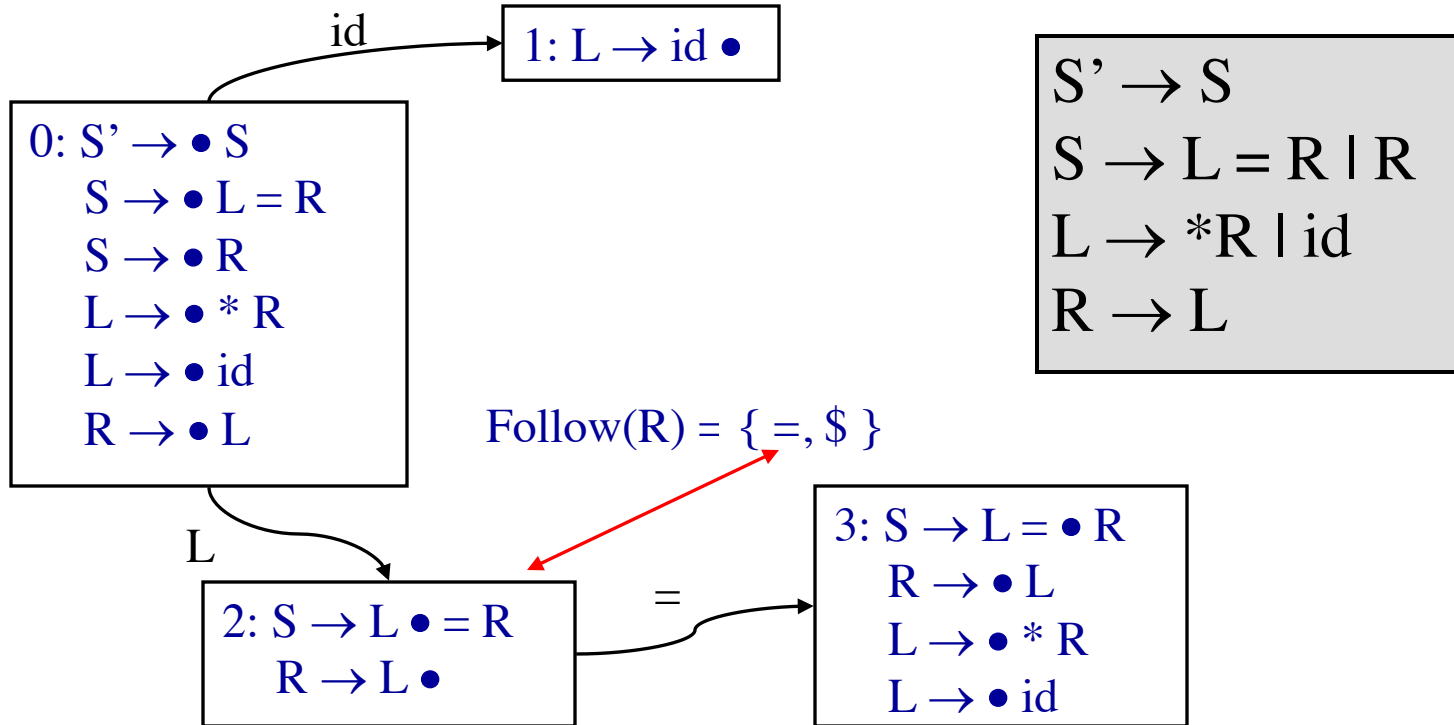 id
1: L → id ●
S’ → S
S → L = R | R
L → *R | id
R → L
0: S’ → ● S
S → ● L = R
S → ● R
L → ● * R
L → ● id
R → ● L
Follow(R) = { =, $ }
L
2: S → L ● = R
R → L ●
=
3: S → L = ● R
R → ● L
L → ● * R
L → ● id